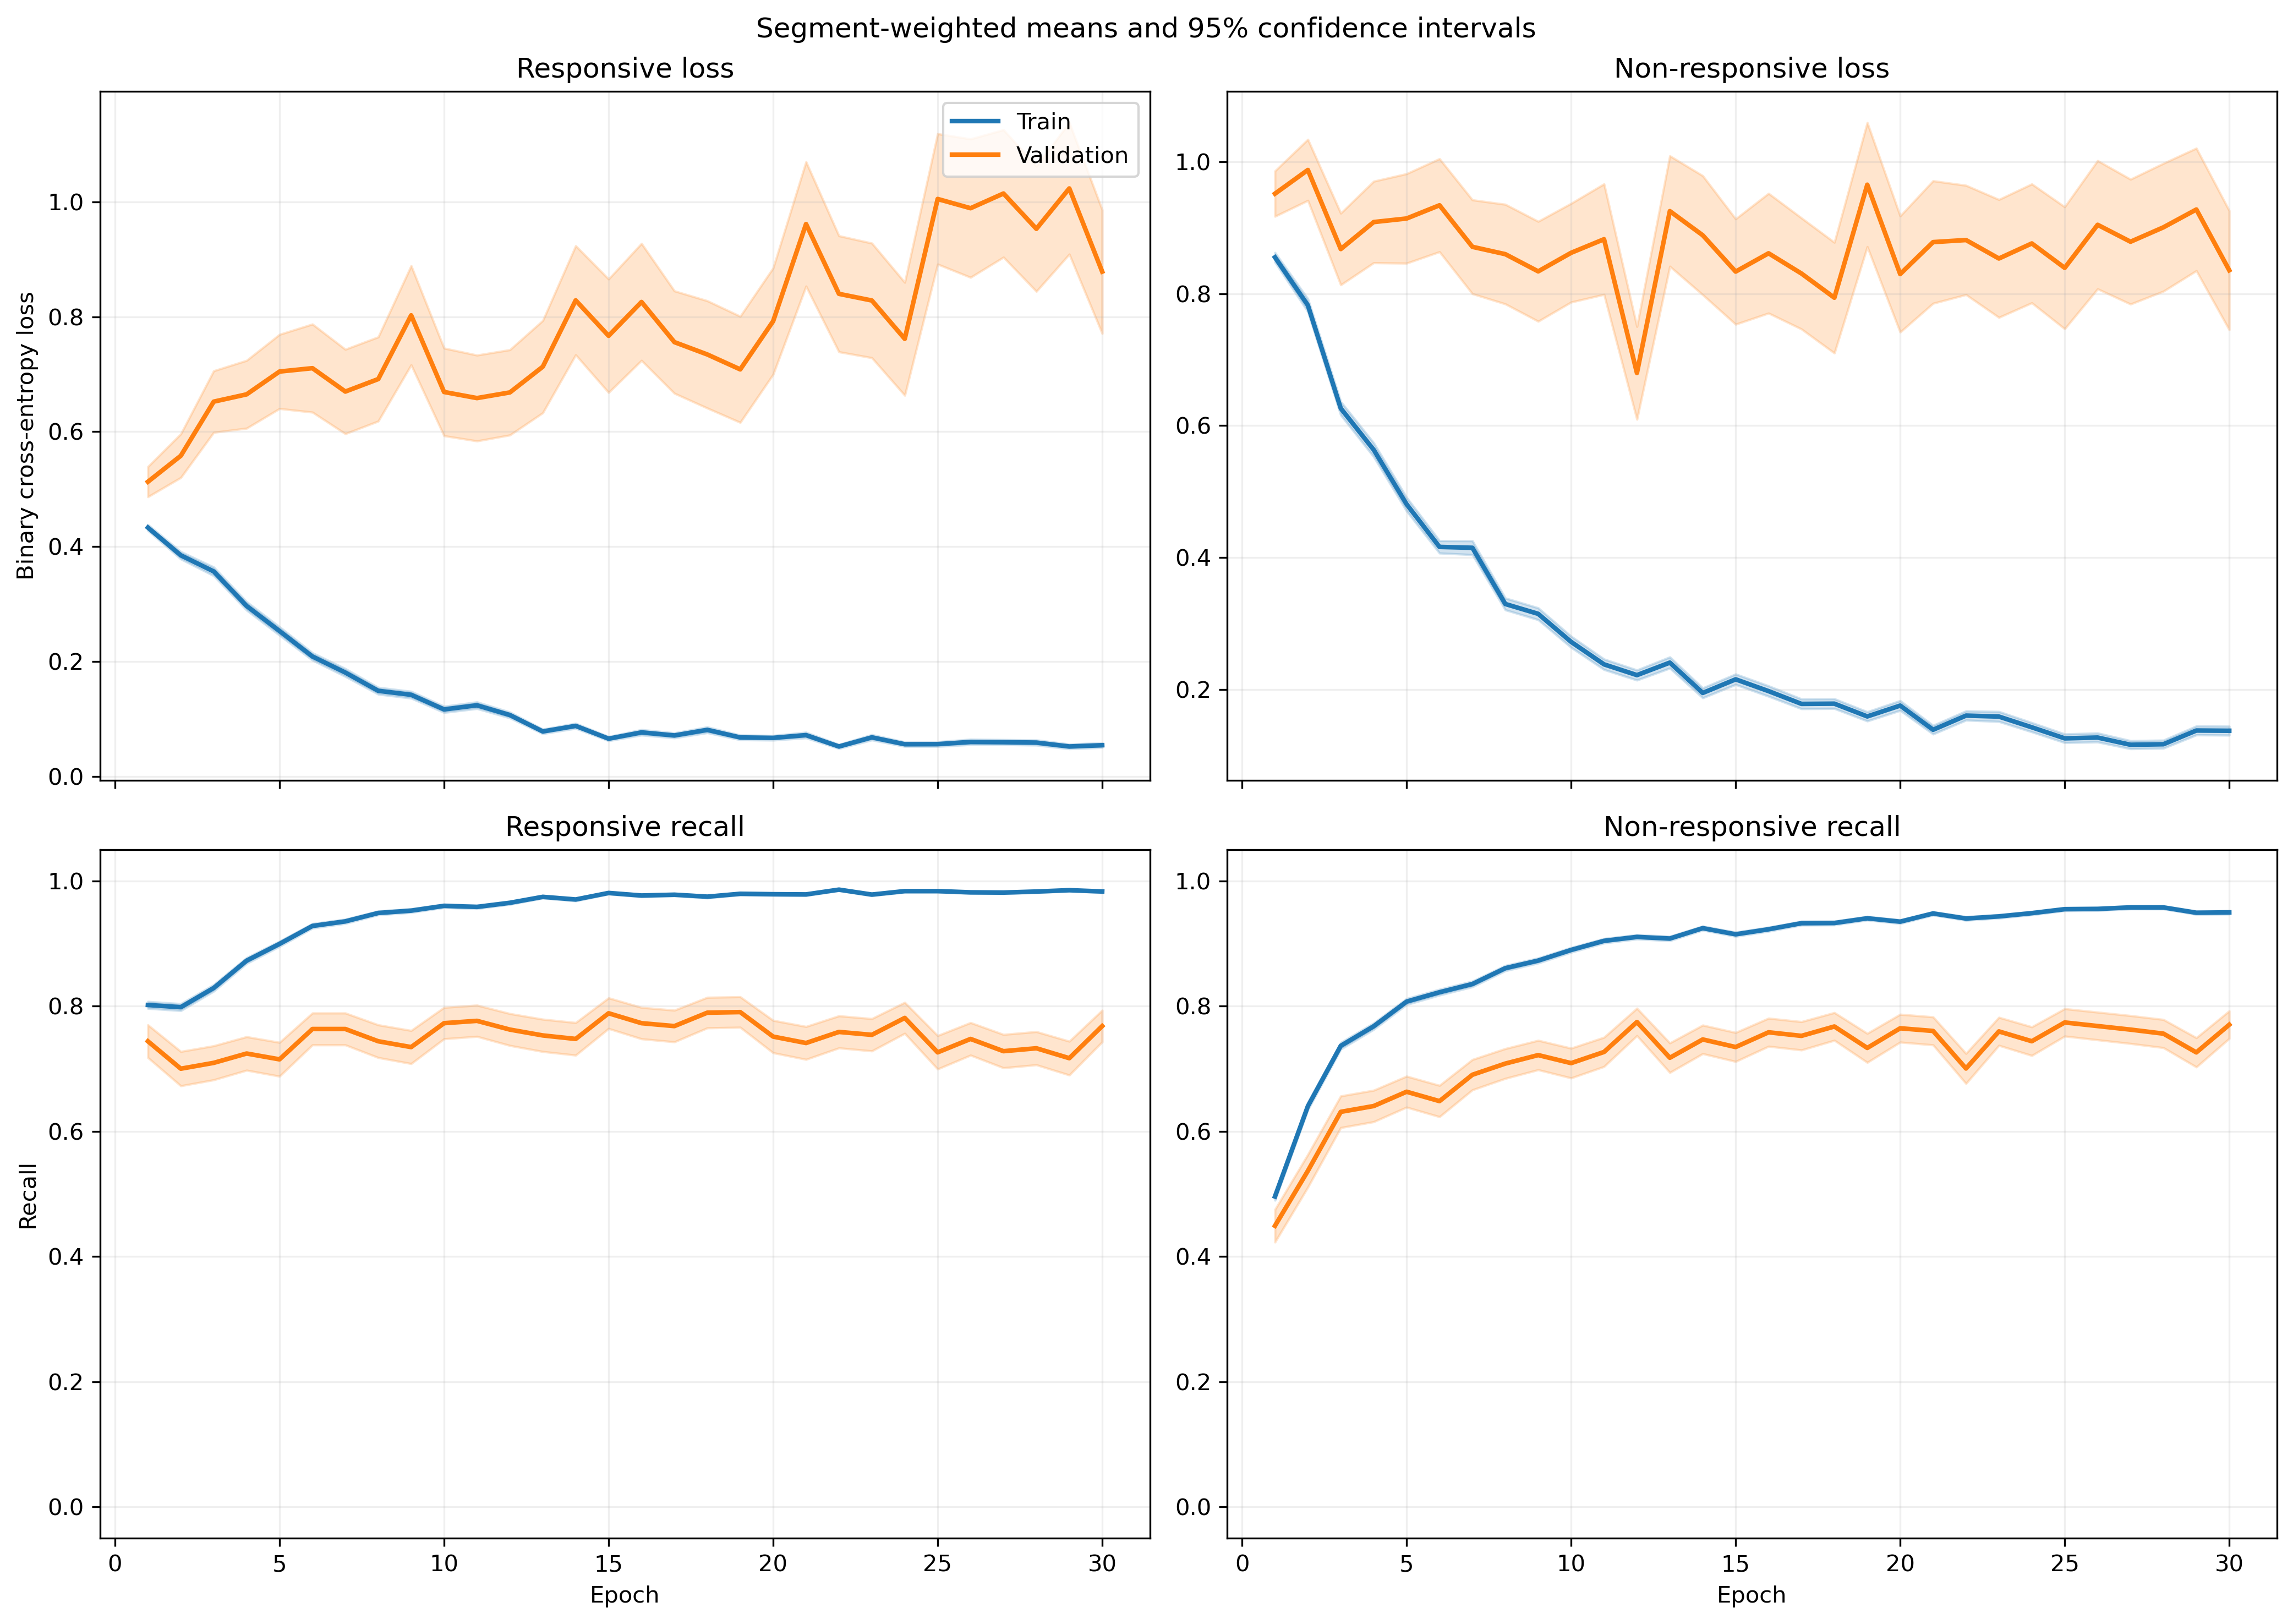 Segment-weighted means and 95% confidence intervals
Responsive loss
Non-responsive loss
Train
Validation
Binary cross-entropy loss
1.0
0.8
0.6
0.4
0.2
0.0
1.0
0.8
0.6
0.4
0.2
Responsive recall
Non-responsive recall
Recall
1.0
0.8
0.6
0.4
0.2
0.0
0 5 10 15 20 25 30
Epoch
1.0
0.8
0.6
0.4
0.2
0.0
0 5 10 15 20 25 30
Epoch